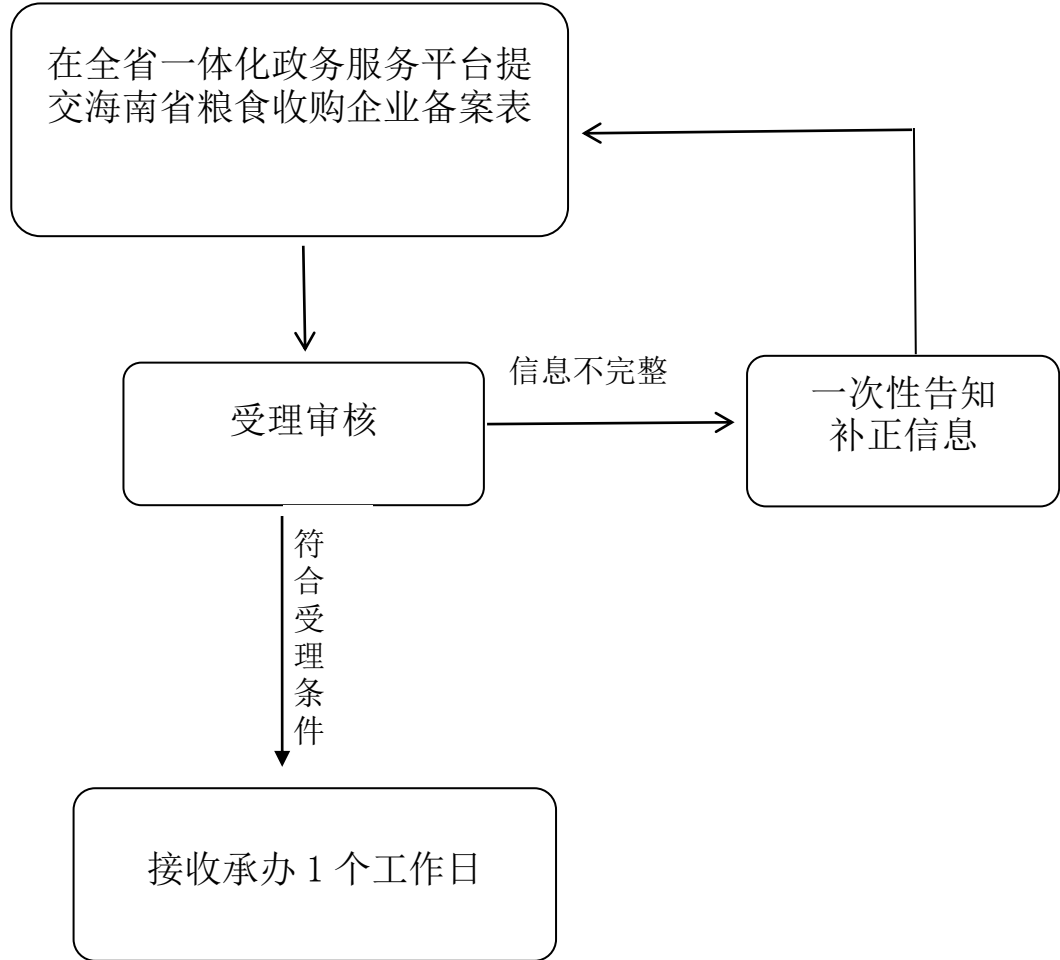 在全省一体化政务服务平台提
交海南省粮食收购企业备案表
受理审核
信息不完整
一次性告知
补正信息
符合受理条件
接收承办1个工作日